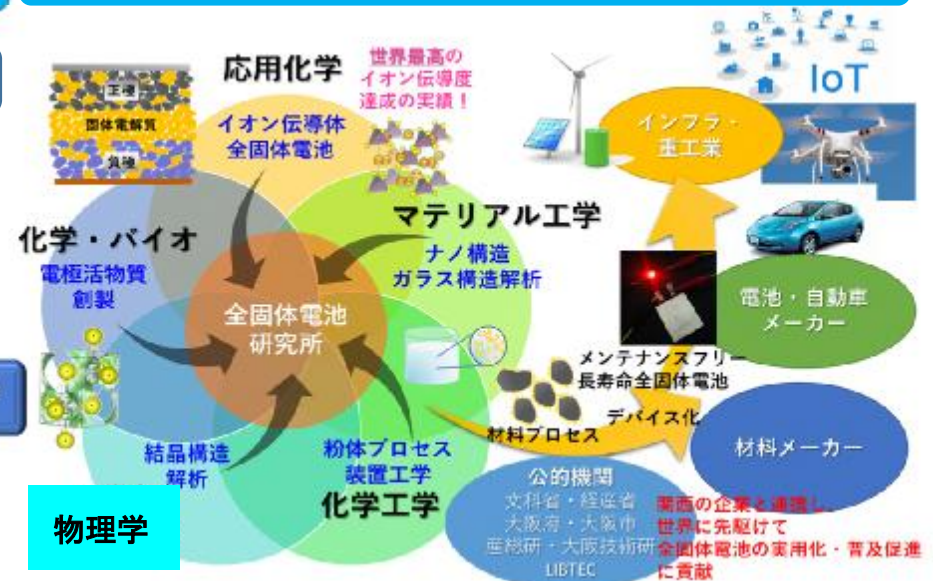 応用化学
イオン伝導体
全固体電池
世界最高の
イオン伝導度
達成の実績！
正極
固体電解質
負極
化学・バイオ
電極活物質
創製
マテリアル工学
ナノ構造
ガラス構造解析
全固体電池
研究所
結晶構造
解析
物理学
粉体プロセス
装置工学
化学工学
材料プロセス
メンテナンスフリー
長寿命全固体電池
デバイス化
IoT
インフラ・
重工業
電池・自動車
メーカー
材料メーカー
公的機関
文科省・経産省
大阪府・大阪市
産総研・大阪技術研
LIBTEC
関西の企業と連携し、
世界に先駆けて
全固体電池の実用化・普及促進
に貢献